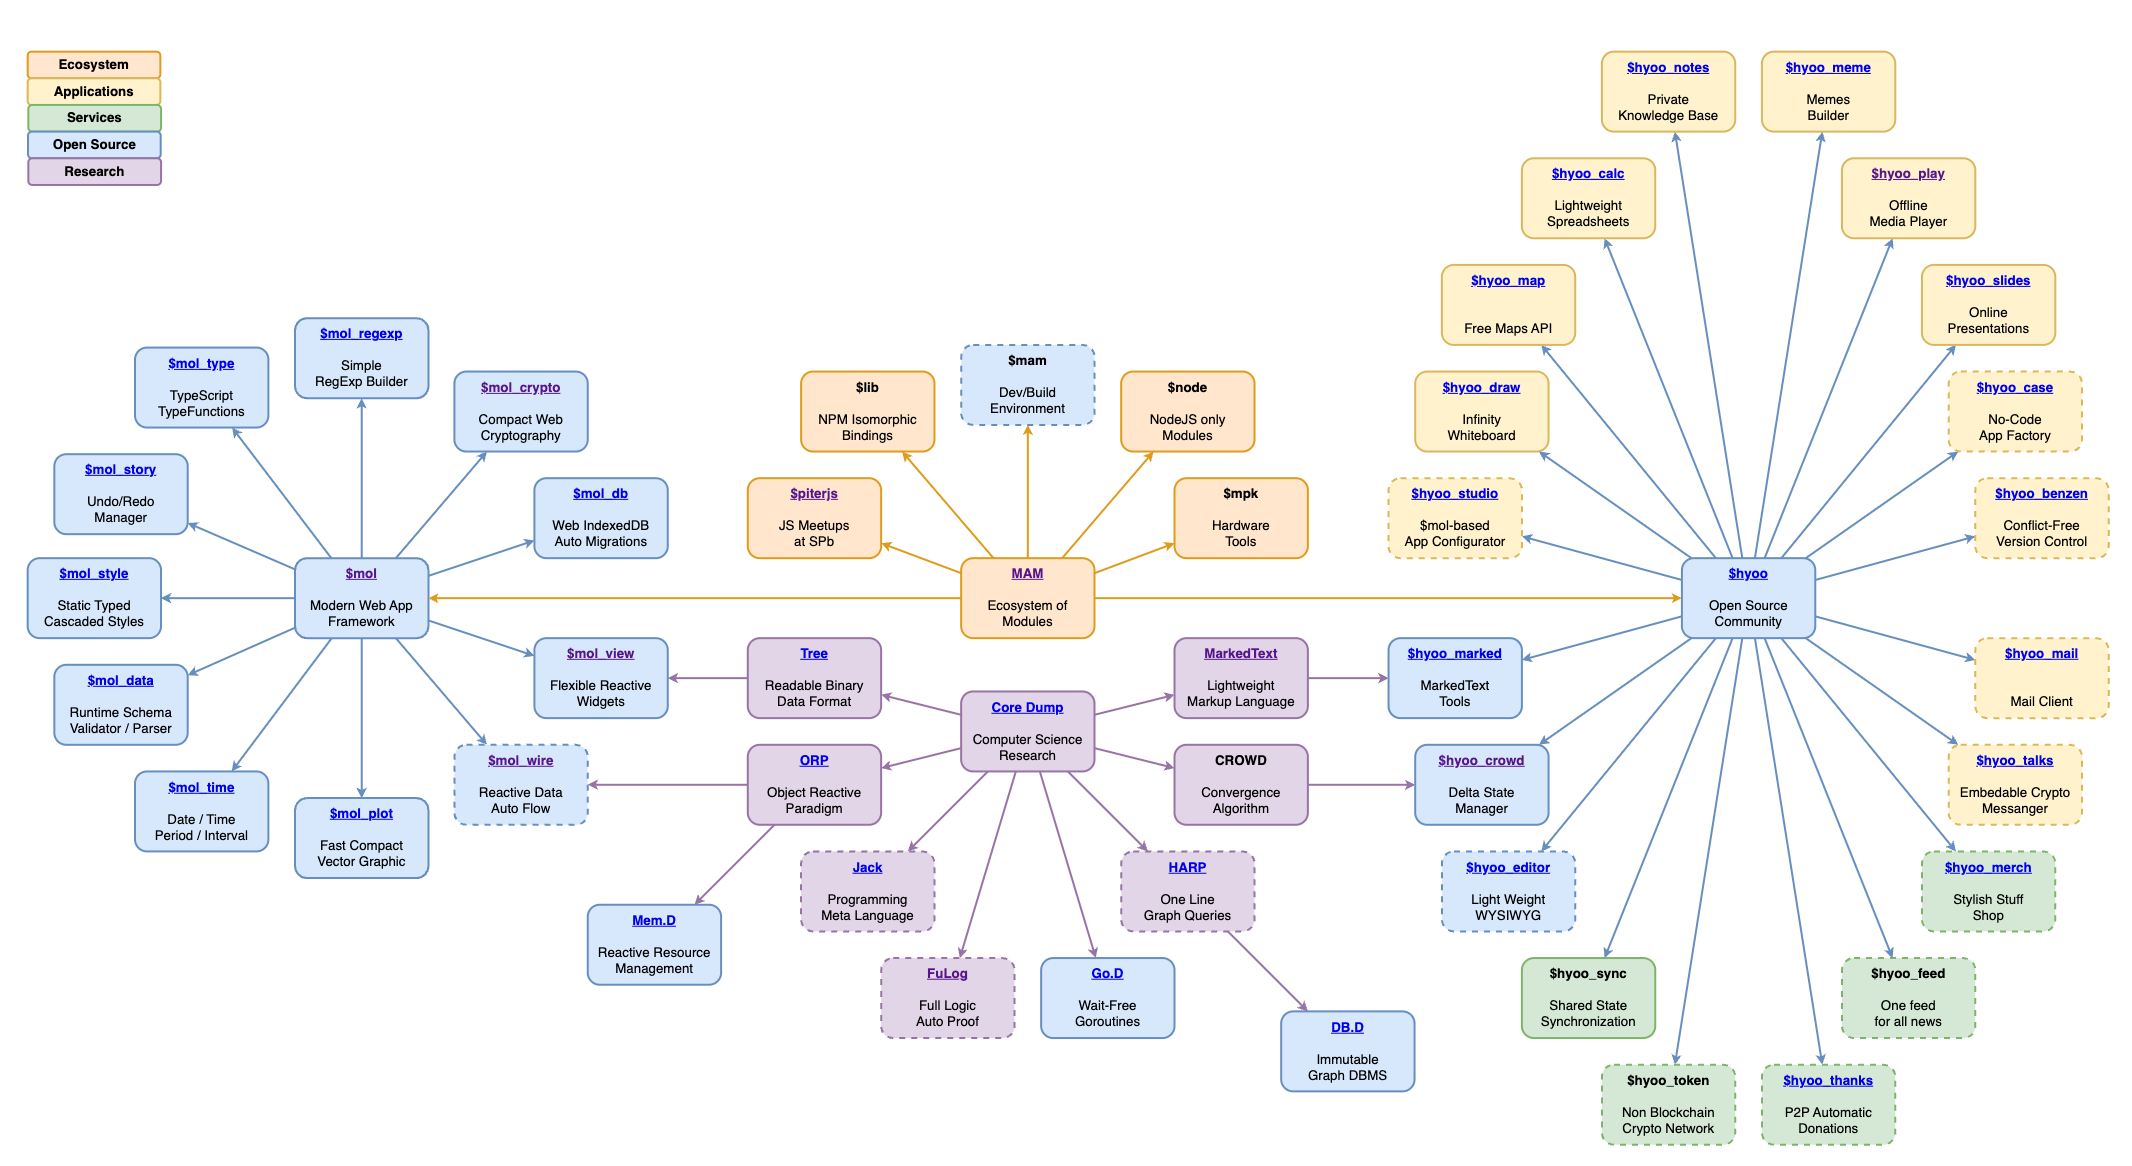 Ecosystem
Applications
Services
Open Source
Research
$mol_regexp
Simple
RegExp Builder
$mol_type
TypeScript
TypeFunctions
$mol_crypto
Compact Web
Cryptography
$mol_story
Undo/Redo
Manager
$mol_db
Web IndexedDB
Auto Migrations
$mol_style
Static Typed
Cascaded Styles
$mol
Modern Web App
Framework
$mol_data
Runtime Schema
Validator / Parser
$mol_view
Flexible Reactive
Widgets
$mol_time
Date / Time
Period / Interval
$mol_plot
Fast Compact
Vector Graphic
$mol_wire
Reactive Data
Auto Flow
$lib
NPM Isomorphic
Bindings
$mam
Dev/Build
Environment
$node
NodeJS only
Modules
$piterjs
JS Meetups
at SPb
$mpk
Hardware
Tools
MAM
Ecosystem of
Modules
Tree
Readable Binary
Data Format
MarkedText
Lightweight
Markup Language
Core Dump
Computer Science
Research
ORP
Object Reactive
Paradigm
CROWD
Convergence
Algorithm
Jack
Programming
Meta Language
HARP
One Line
Graph Queries
Mem.D
Reactive Resource
Management
FuLog
Full Logic
Auto Proof
Go.D
Wait-Free
Goroutines
DB.D
Immutable
Graph DBMS
$hyoo_notes
Private
Knowledge Base
$hyoo_meme
Memes
Builder
$hyoo_calc
Lightweight
Spreadsheets
$hyoo_play
Offline
Media Player
$hyoo_map
Free Maps API
$hyoo_slides
Online
Presentations
$hyoo_draw
Infinity
Whiteboard
$hyoo_case
No-Code
App Factory
$hyoo_studio
$mol-based
App Configurator
$hyoo_benzen
Conflict-Free
Version Control
$hyoo
Open Source
Community
$hyoo_marked
MarkedText
Tools
$hyoo_mail
Mail Client
$hyoo_crowd
Delta State
Manager
$hyoo_talks
Embedable Crypto
Messanger
$hyoo_editor
Light Weight
WYSIWYG
$hyoo_merch
Stylish Stuff
Shop
$hyoo_sync
Shared State
Synchronization
$hyoo_feed
One feed
for all news
$hyoo_token
Non Blockchain
Crypto Network
$hyoo_thanks
P2P Automatic
Donations